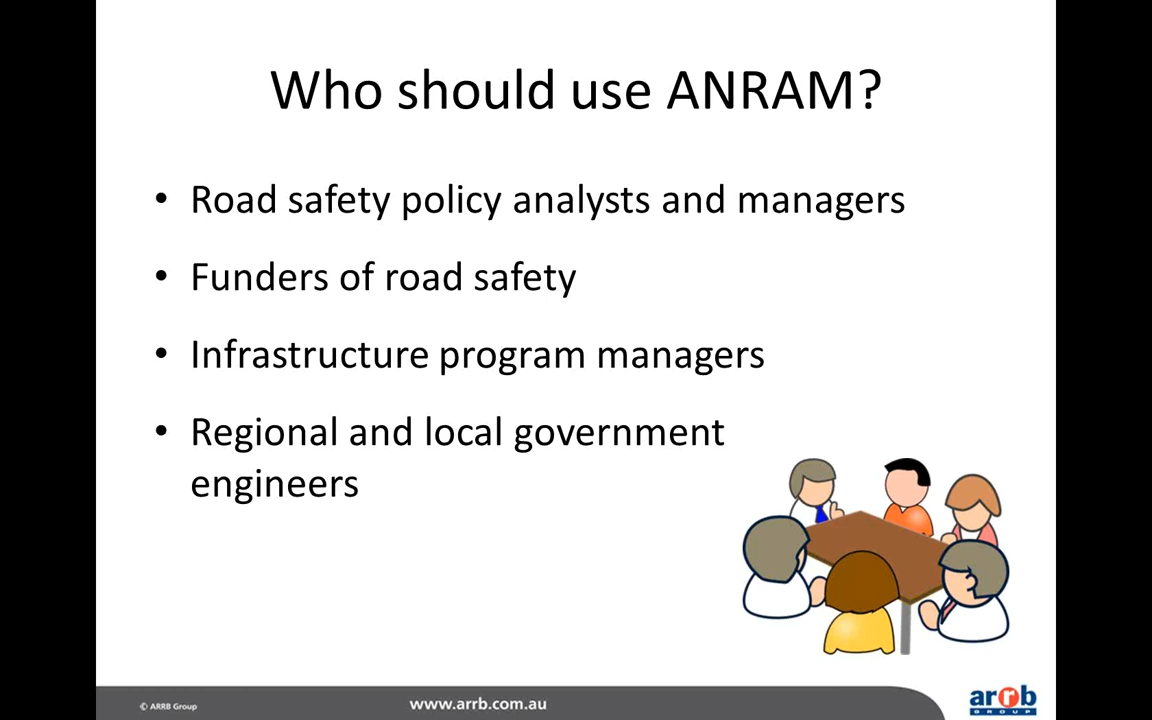 Who should use ANRAM?
• Road safety policy analysts and managers
• Funders of road safety
• Infrastructure program managers
• Regional and local government
engineers
© ARRB Group
www.arrb.com.au
arrb
GROUP